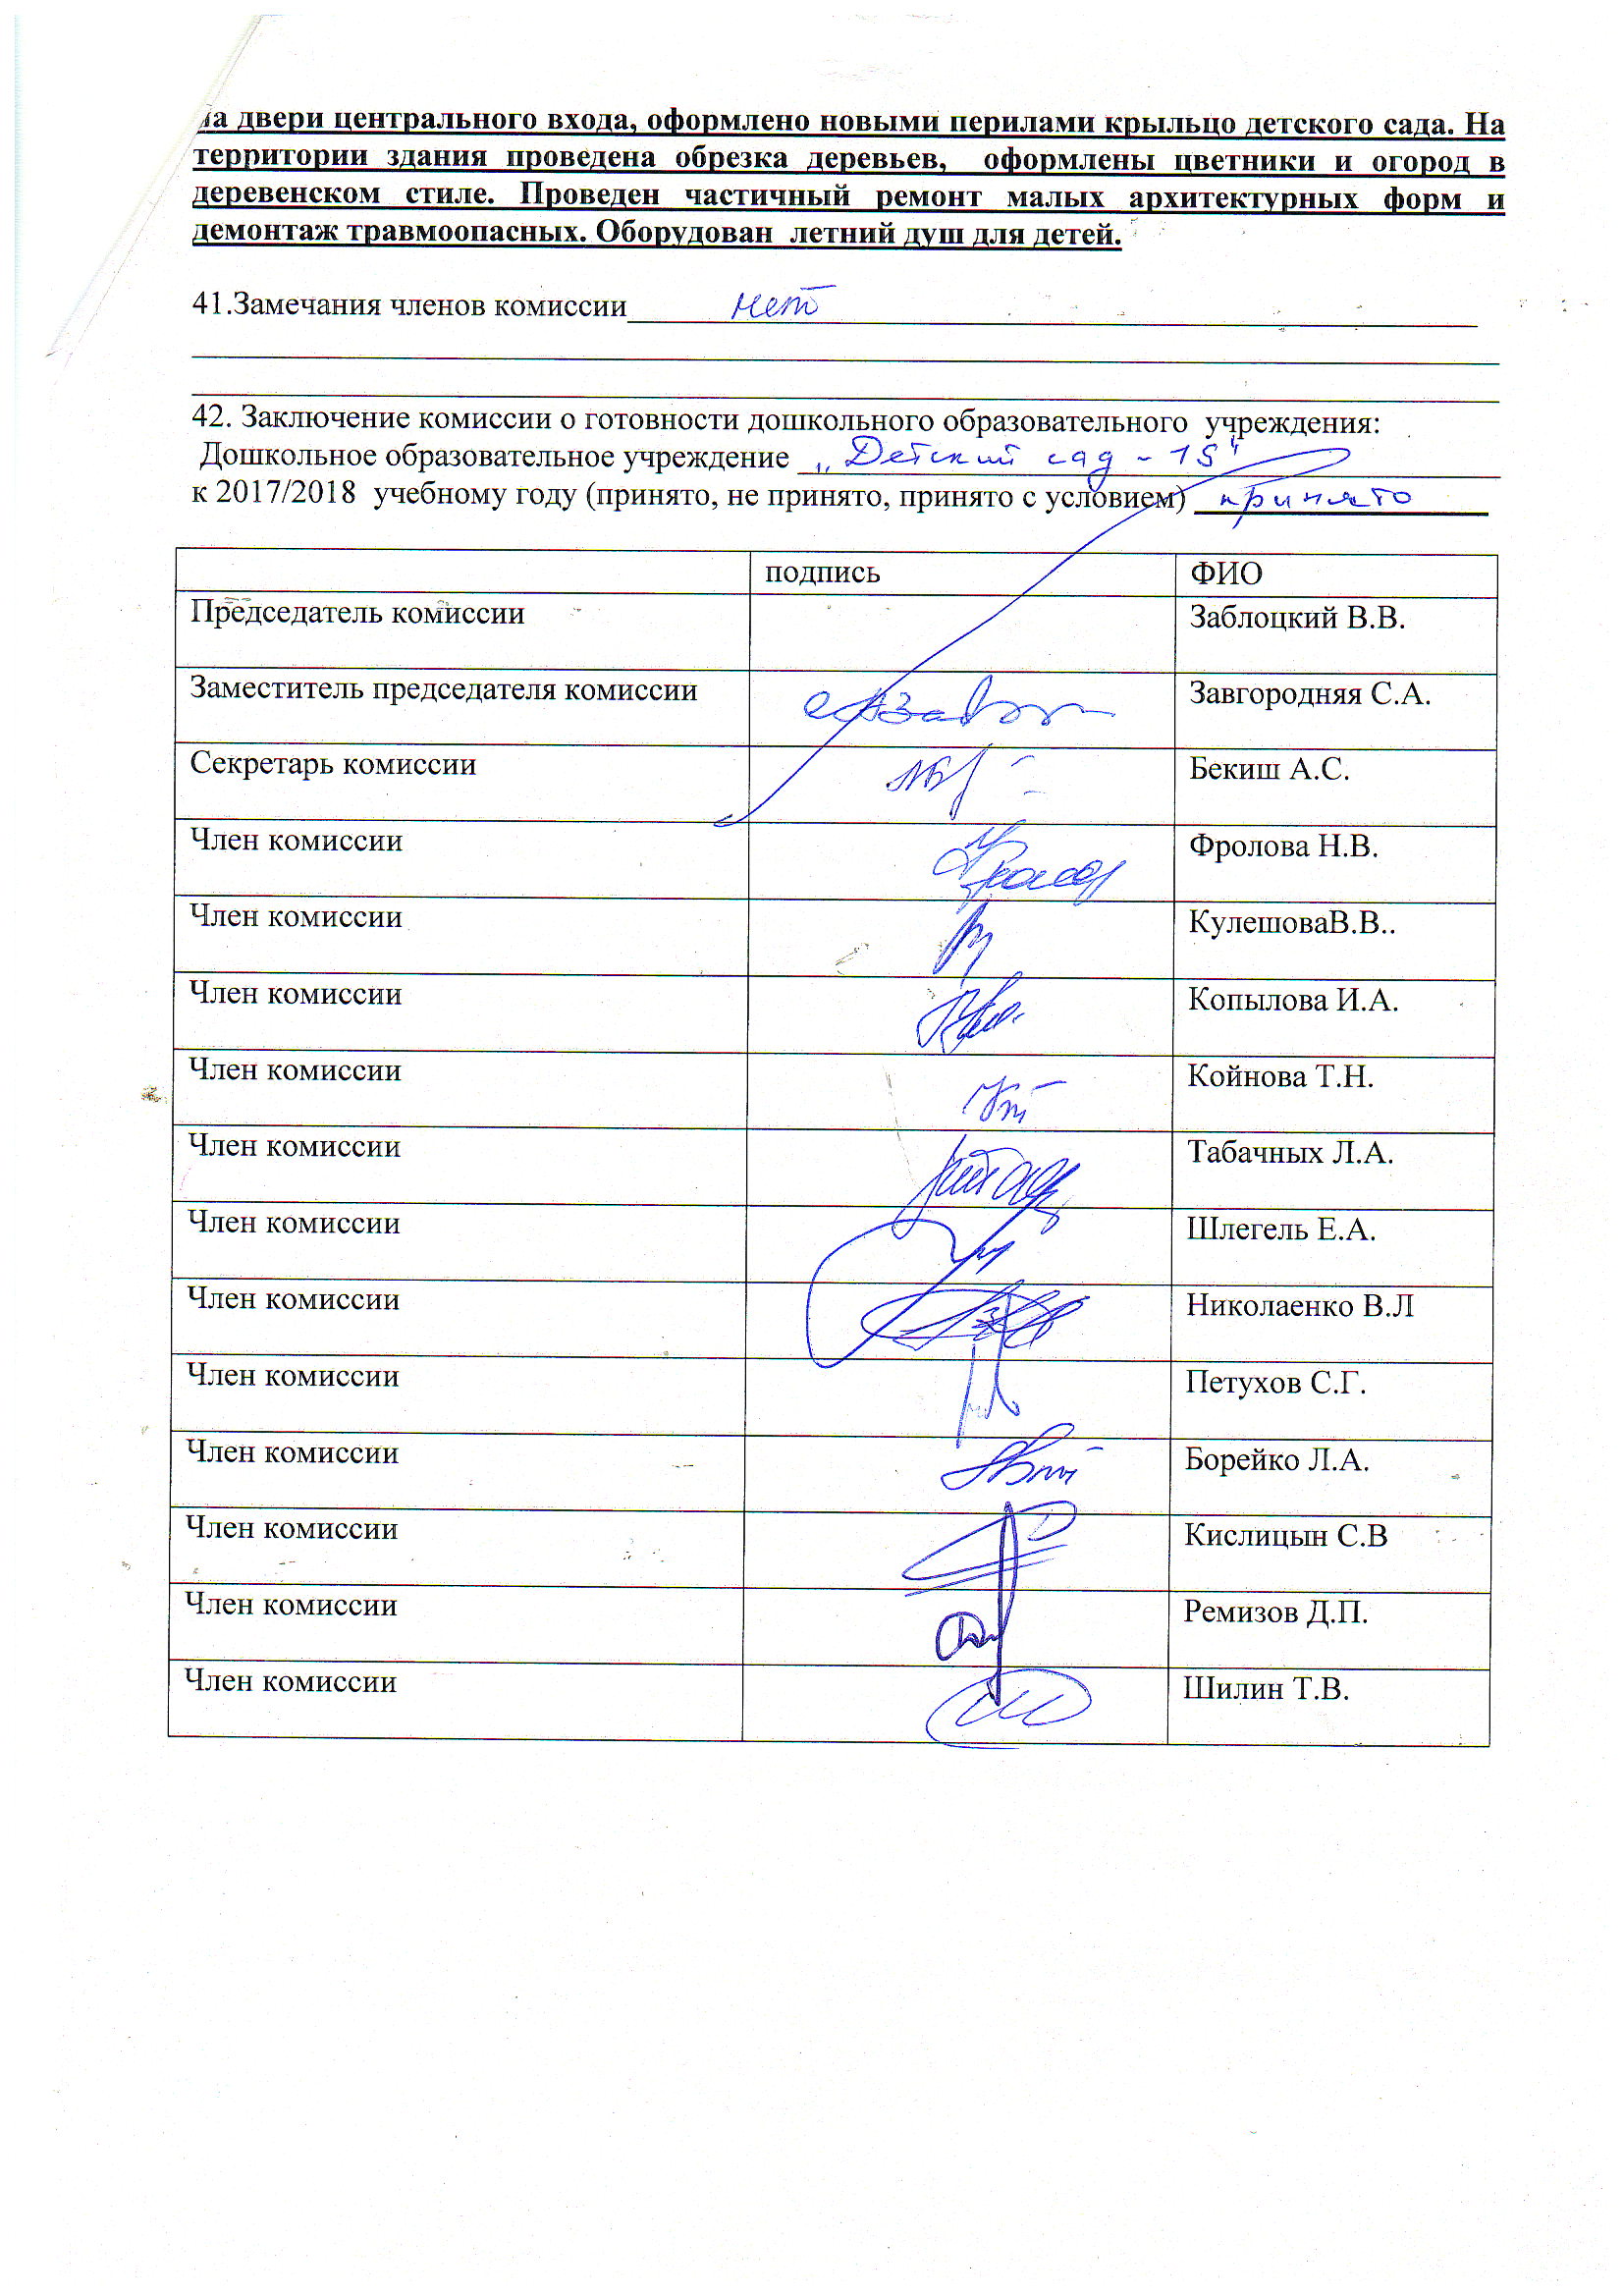 на двери центрального входа, оформлено новыми перилами крыльцо детского сада. На
территории здания проведена обрезка деревьев, оформлены цветники и огород в
деревенском стиле. Проведен частичный ремонт малых архитектурных форм и
демонтаж травмоопасных. Оборудован летний душ для детей.
41.Замечания членов комиссии нет
42. Заключение комиссии о готовности дошкольного образовательного учреждения:
Дошкольное образовательное учреждение „Детский сад - 15"
к 2017/2018 учебному году (принято, не принято, принято с условием) принято
подпись ФИО
Председатель комиссии Заблоцкий В.В.
Заместитель председателя комиссии Завгородняя С.А.
Секретарь комиссии Бекиш А.С.
Член комиссии Фролова Н.В.
Член комиссии КулешоваВ.В..
Член комиссии Копылова И.А.
Член комиссии Койнова Т.Н.
Член комиссии Табачных Л.А.
Член комиссии Шлегель Е.А.
Член комиссии Николаенко В.Л
Член комиссии Петухов С.Г.
Член комиссии Борейко Л.А.
Член комиссии Кислицын С.В
Член комиссии Ремизов Д.П.
Член комиссии Шилин Т.В.